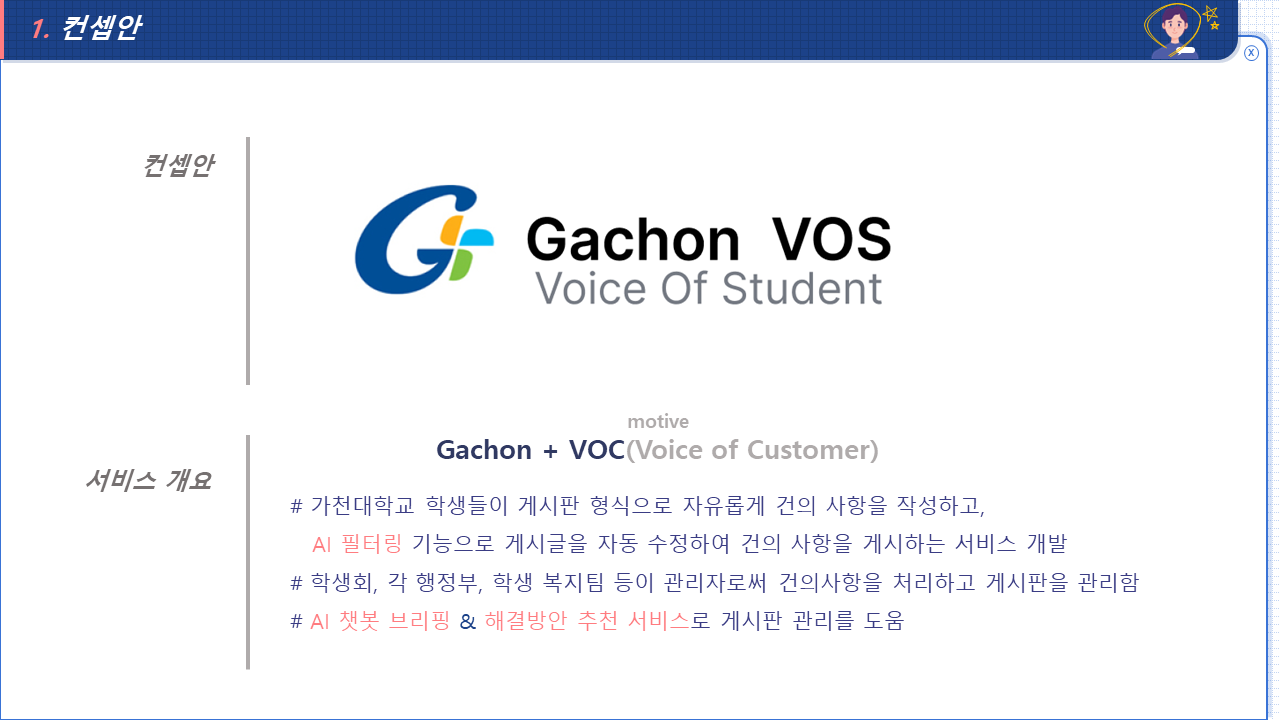 1. 컨셉안
x
컨셉안
Gachon VOS
Voice Of Student
motive
Gachon + VOC(Voice of Customer)
서비스 개요
# 가천대학교 학생들이 게시판 형식으로 자유롭게 건의 사항을 작성하고,
AI 필터링 기능으로 게시글을 자동 수정하여 건의 사항을 게시하는 서비스 개발
# 학생회, 각 행정부, 학생 복지팀 등이 관리자로써 건의사항을 처리하고 게시판을 관리함
# AI 챗봇 브리핑 & 해결방안 추천 서비스로 게시판 관리를 도움